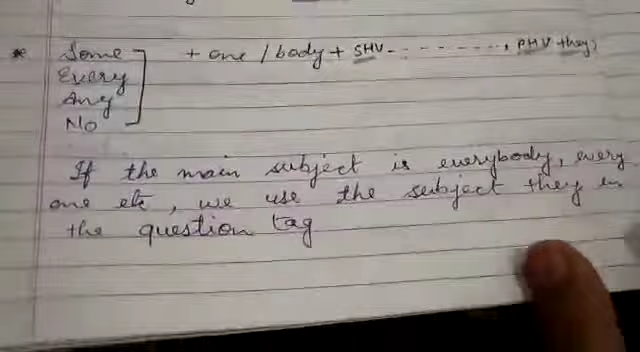 * Some + one / body + SHV - - - - - - - - -, PHV they?
Every
Any
No
If the main subject is everybody, every
one etc, we use the subject they in
the question tag